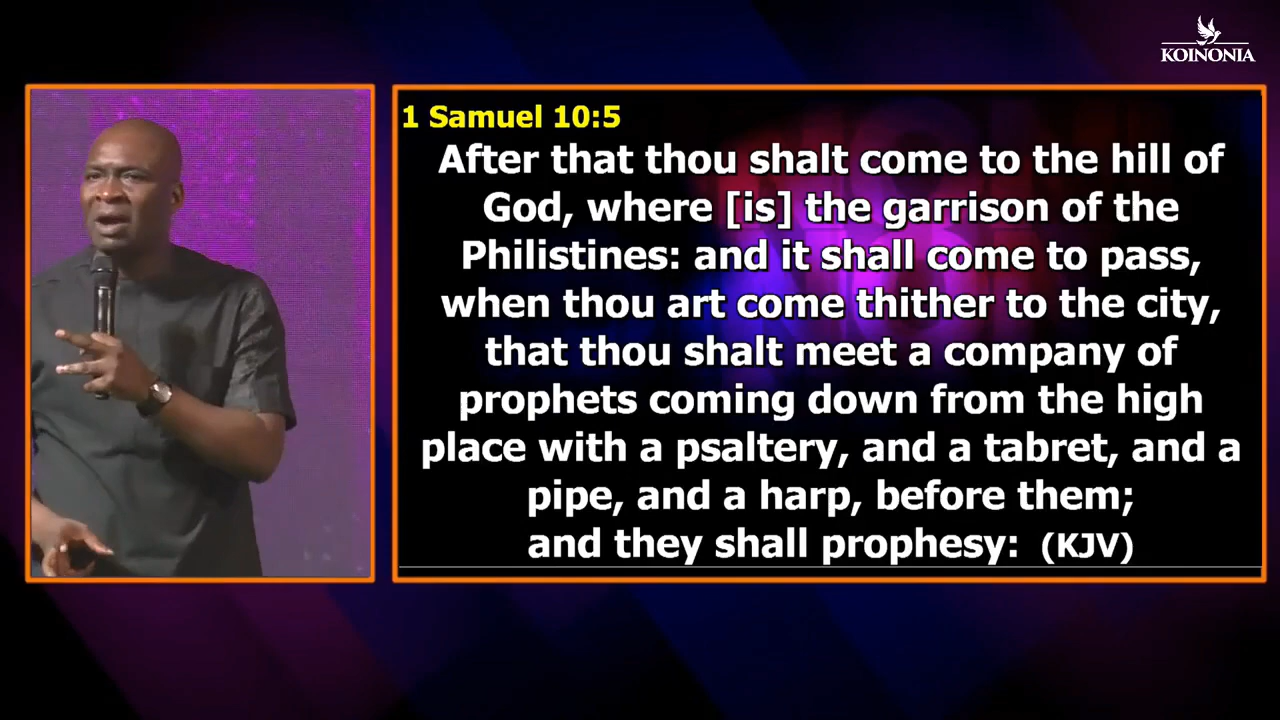 KOINONIA
1 Samuel 10:5
After that thou shalt come to the hill of
God, where [is] the garrison of the
Philistines: and it shall come to pass,
when thou art come thither to the city,
that thou shalt meet a company of
prophets coming down from the high
place with a psaltery, and a tabret, and a
pipe, and a harp, before them;
and they shall prophesy: (KJV)